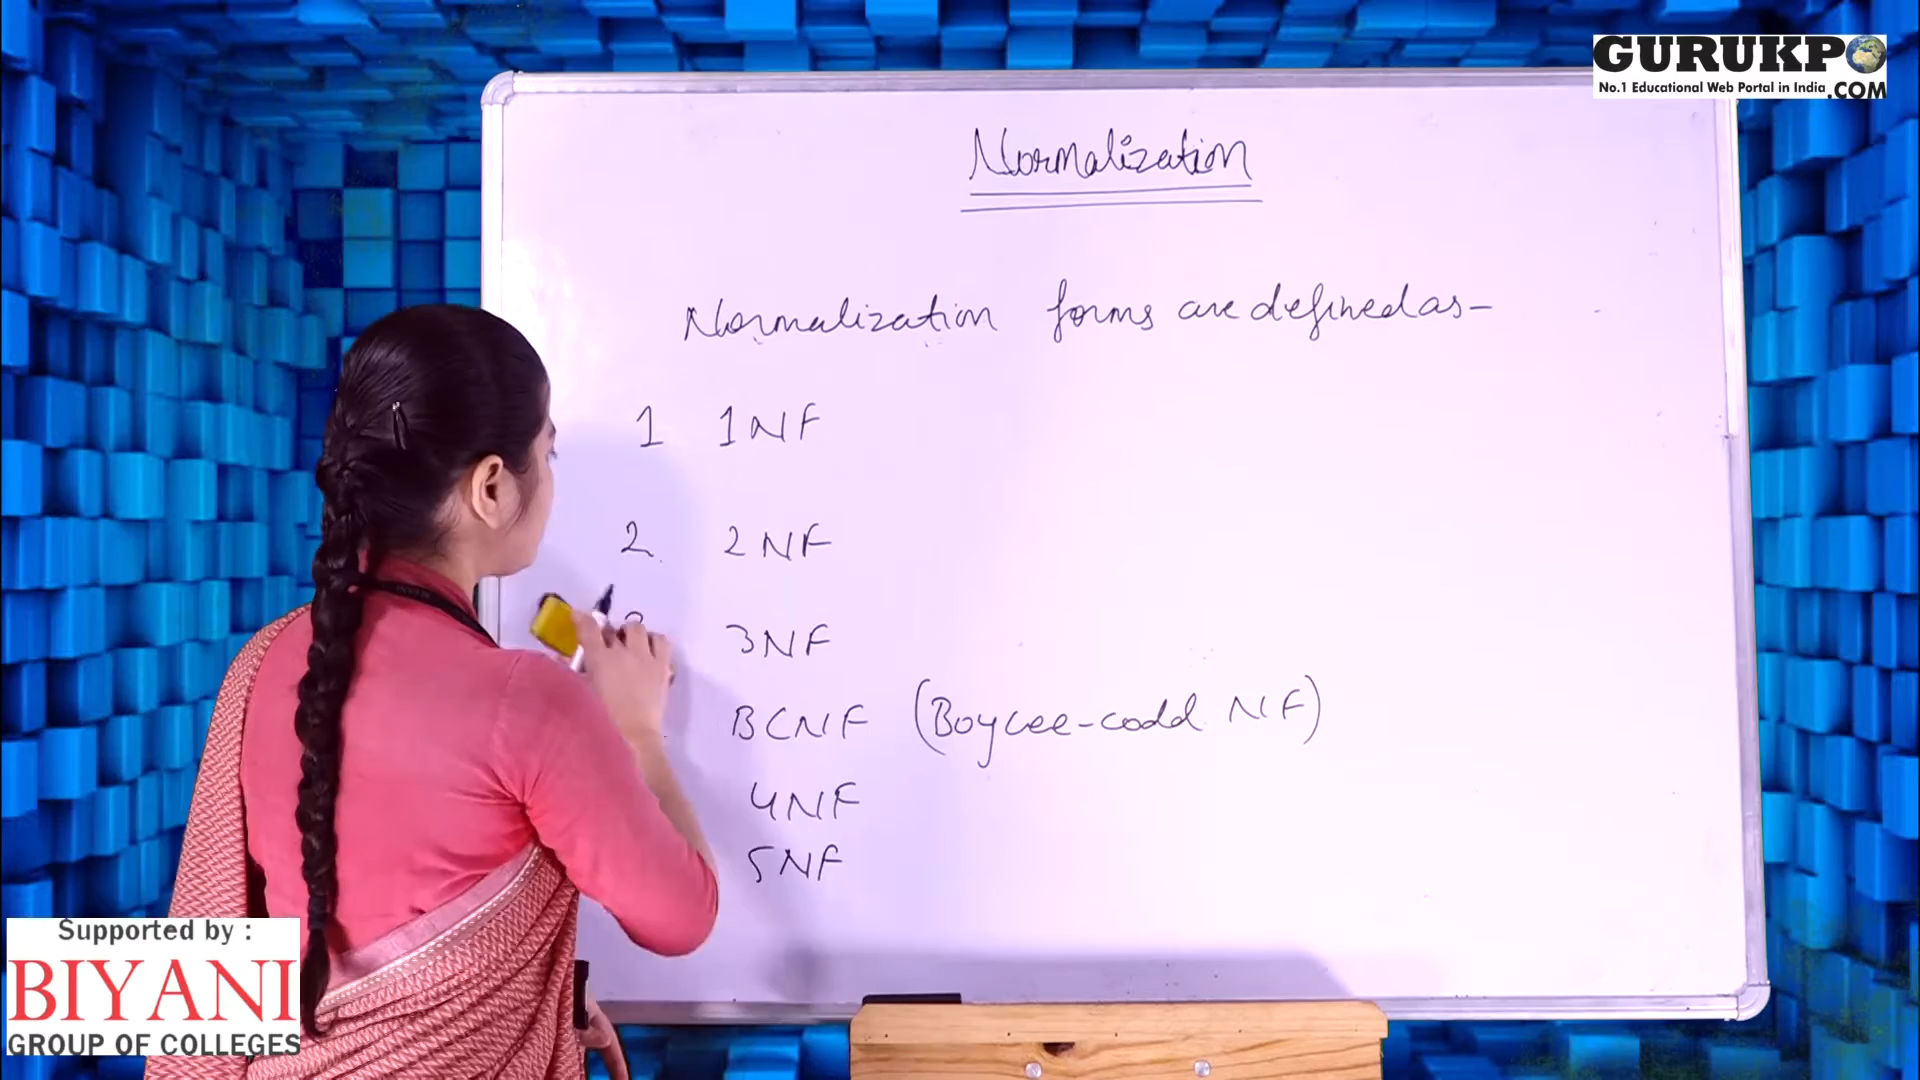 GURUKPO
No.1 Educational Web Portal in India .COM
Normalization
Normalization forms are defined as -
1 1NF
2. 2NF
3 3NF
BCNF (Boycee-codd NF)
4NF
5NF
Supported by :
BIYANI
GROUP OF COLLEGES